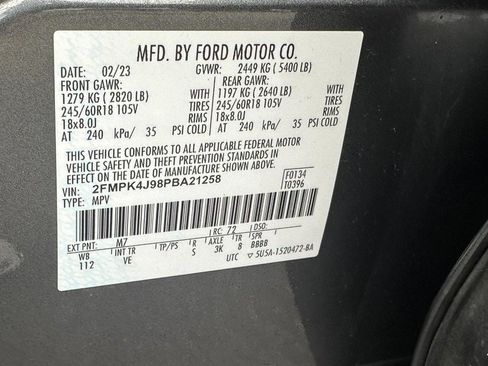 MFD. BY FORD MOTOR CO.
DATE: 02/23 GVWR: 2449 KG ( 5400 LB)
FRONT GAWR: REAR GAWR:
1279 KG ( 2820 LB) WITH 1197 KG ( 2640 LB) WITH
245/60R18 105V TIRES 245/60R18 105V TIRES
18x8.0J RIMS 18x8.0J RIMS
AT 240 kPa/ 35 PSI COLD AT 240 kPa/ 35 PSI COLD
THIS VEHICLE CONFORMS TO ALL APPLICABLE FEDERAL MOTOR
VEHICLE SAFETY AND THEFT PREVENTION STANDARDS IN
EFFECT ON THE DATE OF MANUFACTURE SHOWN ABOVE.
VIN: 2FMPK4J98PBA21258 F0134
TYPE: MPV T0396
EXT PNT: M7 RC: 72 DSO:
WB INT TR TP/PS R AXLE TR SPR
112 VE S 3K 8 BBBB
UTC 5U5A-1520472-BA